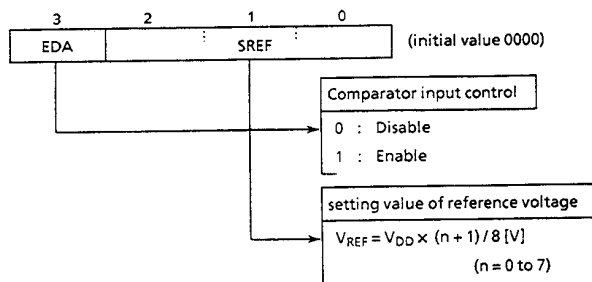 3 2 1 0
EDA SREF (initial value 0000)
Comparator input control
0 : Disable
1 : Enable
setting value of reference voltage
VREF = VDD × (n + 1) / 8 [V]
(n = 0 to 7)